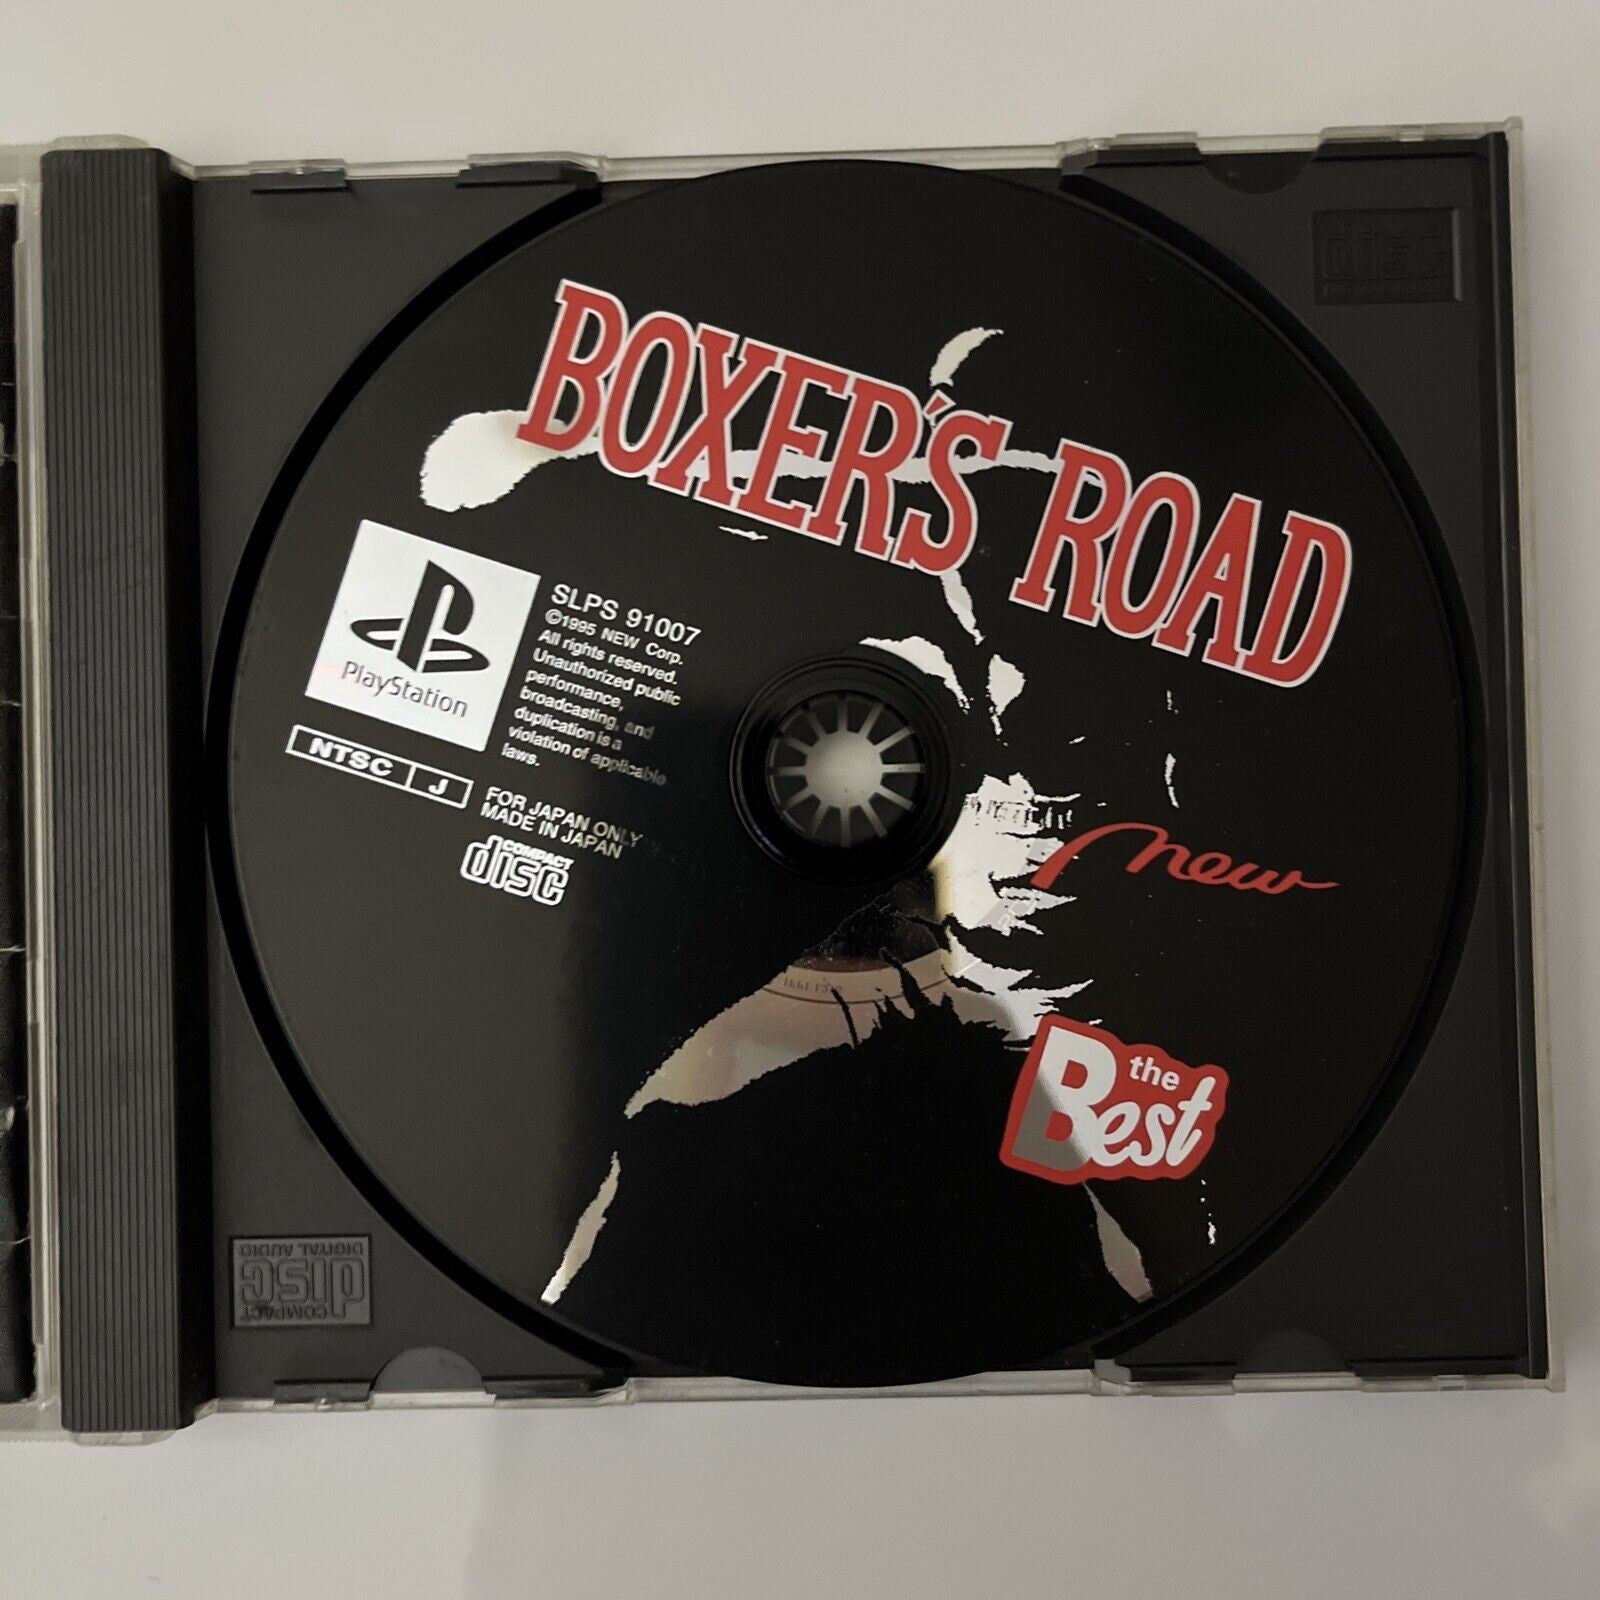 BOXER'S ROAD
PlayStation
NTSC J
SLPS 91007
©1995 NEW Corp.
All rights reserved.
Unauthorized public
performance,
broadcasting, and
duplication is a
violation of applicable
laws.
FOR JAPAN ONLY
MADE IN JAPAN
COMPACT
disc
new
the
Best
disc
COMPACT
disc
DIGITAL AUDIO